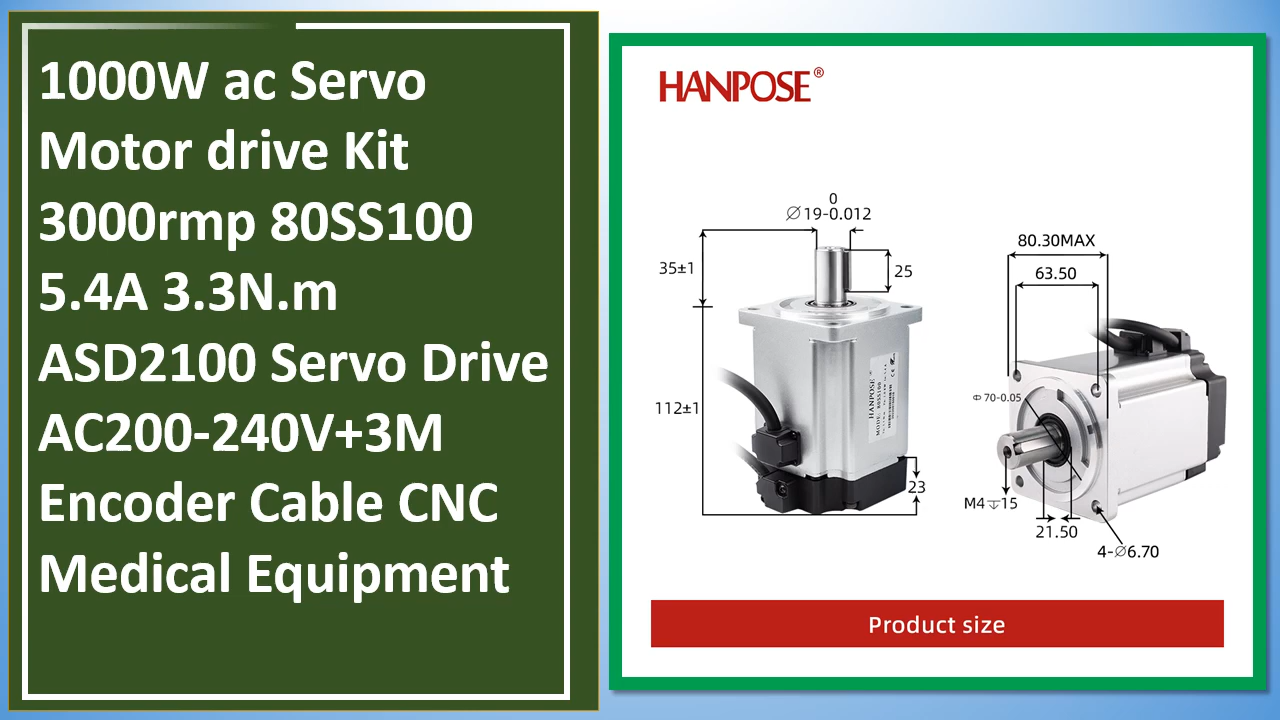 1000W ac Servo
Motor drive Kit
3000rmp 80SS100
5.4A 3.3N.m
ASD2100 Servo Drive
AC200-240V+3M
Encoder Cable CNC
Medical Equipment
HANPOSE®
0
∅19-0.012
35±1
25
112±1
23
HANPOSE®
80SS100
80.30MAX
63.50
Φ70-0.05
M4↧15
21.50
4-∅6.70
Product size